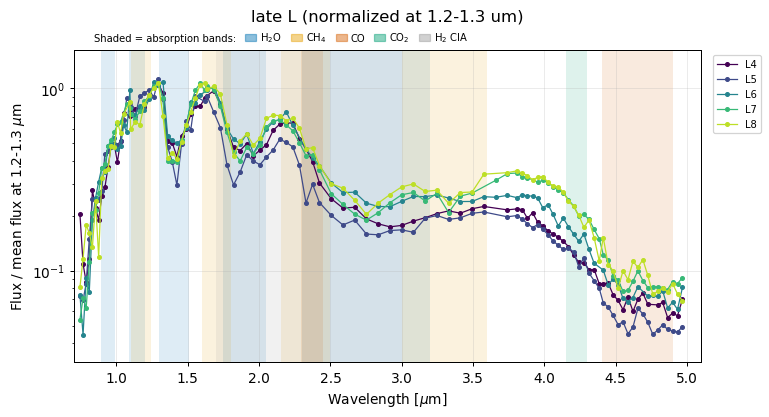 late L (normalized at 1.2-1.3 um)
Shaded = absorption bands: H₂O CH₄ CO CO₂ H₂ CIA
L4
L5
L6
L7
L8
Flux / mean flux at 1.2-1.3 μm
10⁰
10⁻¹
1.0 1.5 2.0 2.5 3.0 3.5 4.0 4.5 5.0
Wavelength [μm]